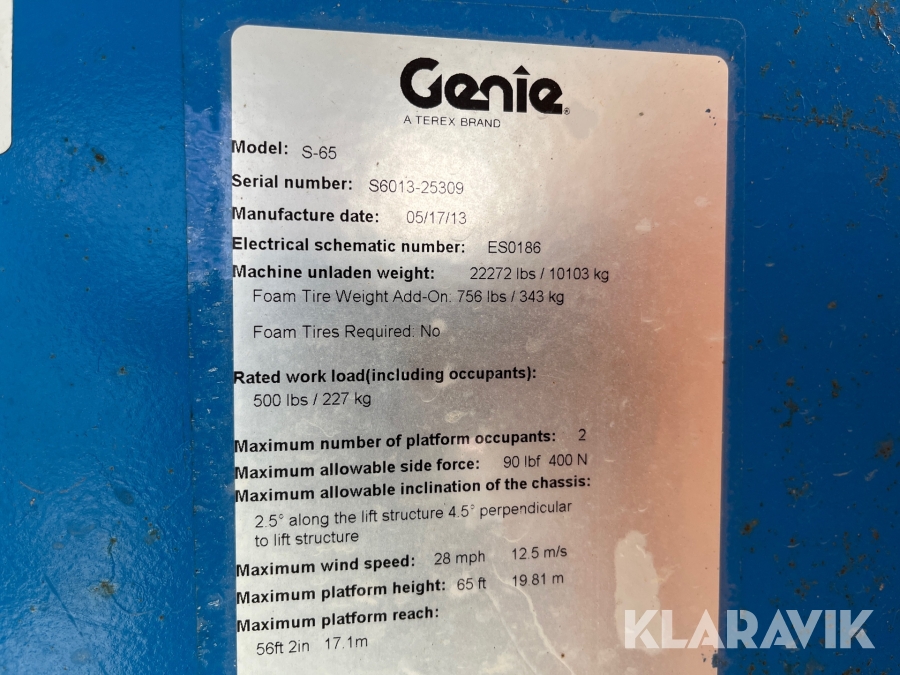 Genie
A TEREX BRAND
Model: S-65
Serial number: S6013-25309
Manufacture date: 05/17/13
Electrical schematic number: ES0186
Machine unladen weight: 22272 lbs / 10103 kg
Foam Tire Weight Add-On: 756 lbs / 343 kg
Foam Tires Required: No
Rated work load(including occupants):
500 lbs / 227 kg
Maximum number of platform occupants: 2
Maximum allowable side force: 90 lbf 400 N
Maximum allowable inclination of the chassis:
2.5° along the lift structure 4.5° perpendicular
to lift structure
Maximum wind speed: 28 mph 12.5 m/s
Maximum platform height: 65 ft 19.81 m
Maximum platform reach:
56ft 2in 17.1m
KLARAVIK